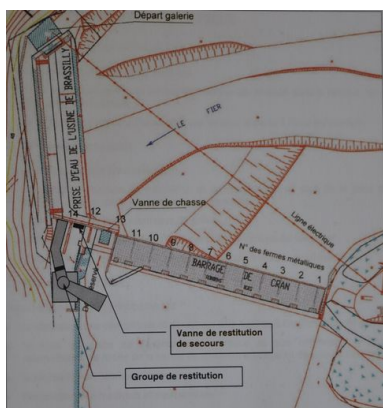 Départ galerie
PRISE D'EAU DE L'USINE DE BRASSILLY
LE FIER
Vanne de chasse
Ligne électrique
N° des fermes métalliques
14
12
13
11
10
9
8
7
6
5
4
3
2
1
BARRAGE DE CRAN
Vanne de restitution
de secours
Groupe de restitution